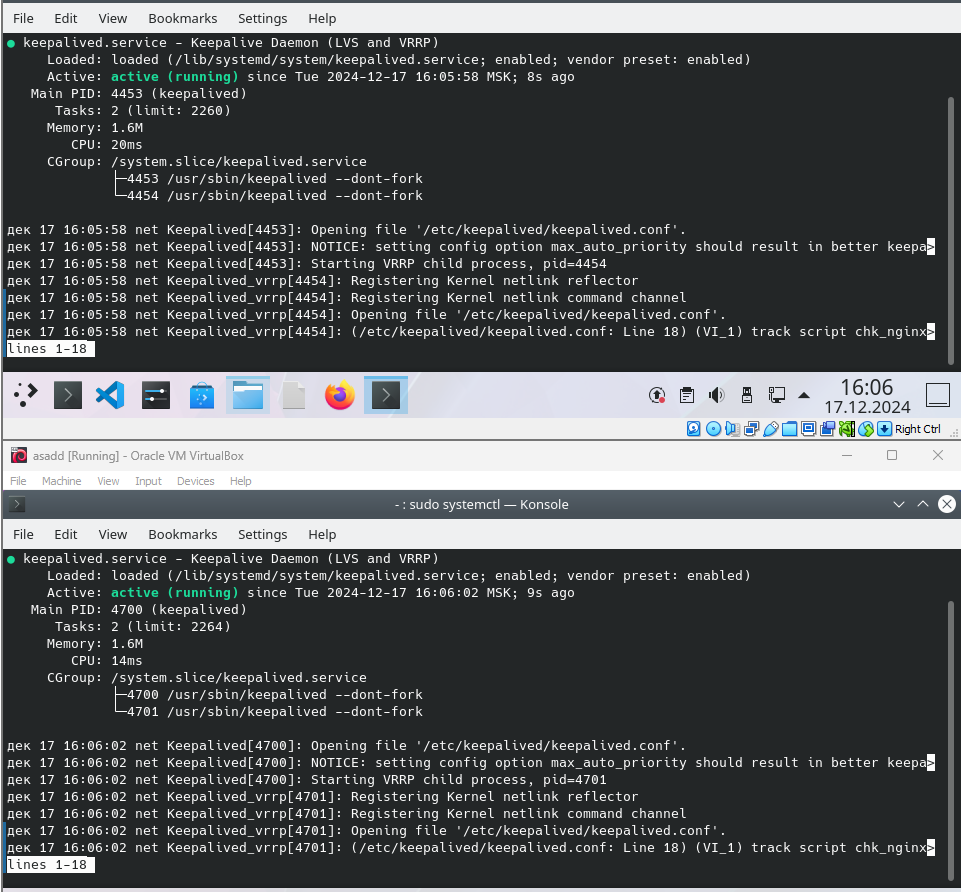 File Edit View Bookmarks Settings Help
● keepalived.service - Keepalive Daemon (LVS and VRRP)
Loaded: loaded (/lib/systemd/system/keepalived.service; enabled; vendor preset: enabled)
Active: active (running) since Tue 2024-12-17 16:05:58 MSK; 8s ago
Main PID: 4453 (keepalived)
Tasks: 2 (limit: 2260)
Memory: 1.6M
CPU: 20ms
CGroup: /system.slice/keepalived.service
├─4453 /usr/sbin/keepalived --dont-fork
└─4454 /usr/sbin/keepalived --dont-fork
дек 17 16:05:58 net Keepalived[4453]: Opening file '/etc/keepalived/keepalived.conf'.
дек 17 16:05:58 net Keepalived[4453]: NOTICE: setting config option max_auto_priority should result in better keepa>
дек 17 16:05:58 net Keepalived[4453]: Starting VRRP child process, pid=4454
дек 17 16:05:58 net Keepalived_vrrp[4454]: Registering Kernel netlink reflector
дек 17 16:05:58 net Keepalived_vrrp[4454]: Registering Kernel netlink command channel
дек 17 16:05:58 net Keepalived_vrrp[4454]: Opening file '/etc/keepalived/keepalived.conf'.
дек 17 16:05:58 net Keepalived_vrrp[4454]: (/etc/keepalived/keepalived.conf: Line 18) (VI_1) track script chk_nginx>
lines 1-18
16:06
17.12.2024
Right Ctrl
asadd [Running] - Oracle VM VirtualBox
File Machine View Input Devices Help
- : sudo systemctl — Konsole
File Edit View Bookmarks Settings Help
● keepalived.service - Keepalive Daemon (LVS and VRRP)
Loaded: loaded (/lib/systemd/system/keepalived.service; enabled; vendor preset: enabled)
Active: active (running) since Tue 2024-12-17 16:06:02 MSK; 9s ago
Main PID: 4700 (keepalived)
Tasks: 2 (limit: 2264)
Memory: 1.6M
CPU: 14ms
CGroup: /system.slice/keepalived.service
├─4700 /usr/sbin/keepalived --dont-fork
└─4701 /usr/sbin/keepalived --dont-fork
дек 17 16:06:02 net Keepalived[4700]: Opening file '/etc/keepalived/keepalived.conf'.
дек 17 16:06:02 net Keepalived[4700]: NOTICE: setting config option max_auto_priority should result in better keepa>
дек 17 16:06:02 net Keepalived[4700]: Starting VRRP child process, pid=4701
дек 17 16:06:02 net Keepalived_vrrp[4701]: Registering Kernel netlink reflector
дек 17 16:06:02 net Keepalived_vrrp[4701]: Registering Kernel netlink command channel
дек 17 16:06:02 net Keepalived_vrrp[4701]: Opening file '/etc/keepalived/keepalived.conf'.
дек 17 16:06:02 net Keepalived_vrrp[4701]: (/etc/keepalived/keepalived.conf: Line 18) (VI_1) track script chk_nginx>
lines 1-18